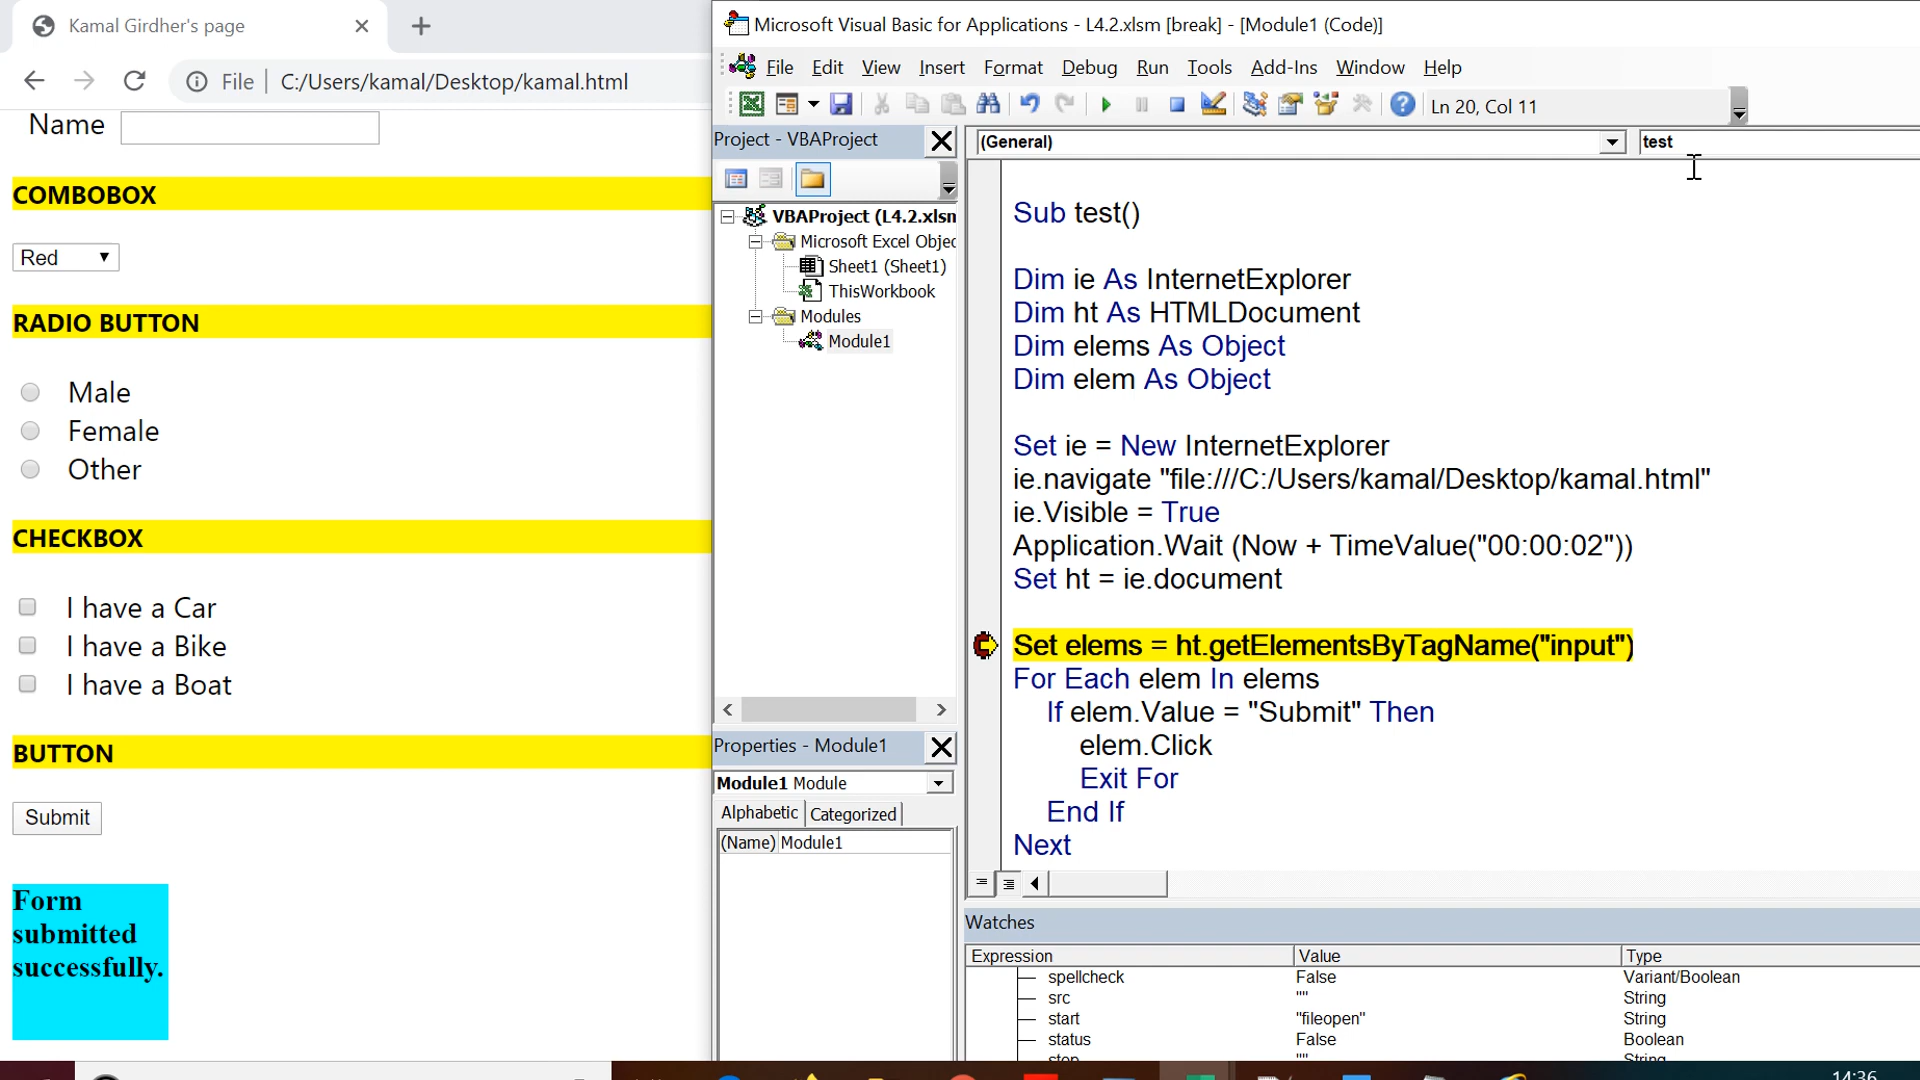 Kamal Girdher's page
File
C:/Users/kamal/Desktop/kamal.html
Name
COMBOBOX
Red
RADIO BUTTON
Male
Female
Other
CHECKBOX
I have a Car
I have a Bike
I have a Boat
BUTTON
Submit
Form
submitted
successfully.
Microsoft Visual Basic for Applications - L4.2.xlsm [break] - [Module1 (Code)]
File Edit View Insert Format Debug Run Tools Add-Ins Window Help
Ln 20, Col 11
Project - VBAProject
VBAProject (L4.2.xlsm
Microsoft Excel Objec
Sheet1 (Sheet1)
ThisWorkbook
Modules
Module1
Properties - Module1
Module1 Module
Alphabetic Categorized
(Name) Module1
(General)
test
Sub test()
Dim ie As InternetExplorer
Dim ht As HTMLDocument
Dim elems As Object
Dim elem As Object
Set ie = New InternetExplorer
ie.navigate "file:///C:/Users/kamal/Desktop/kamal.html"
ie.Visible = True
Application.Wait (Now + TimeValue("00:00:02"))
Set ht = ie.document
Set elems = ht.getElementsByTagName("input")
For Each elem In elems
If elem.Value = "Submit" Then
elem.Click
Exit For
End If
Next
Watches
Expression Value Type
spellcheck False Variant/Boolean
src "" String
start "fileopen" String
status False Boolean
stop "" String
14:36